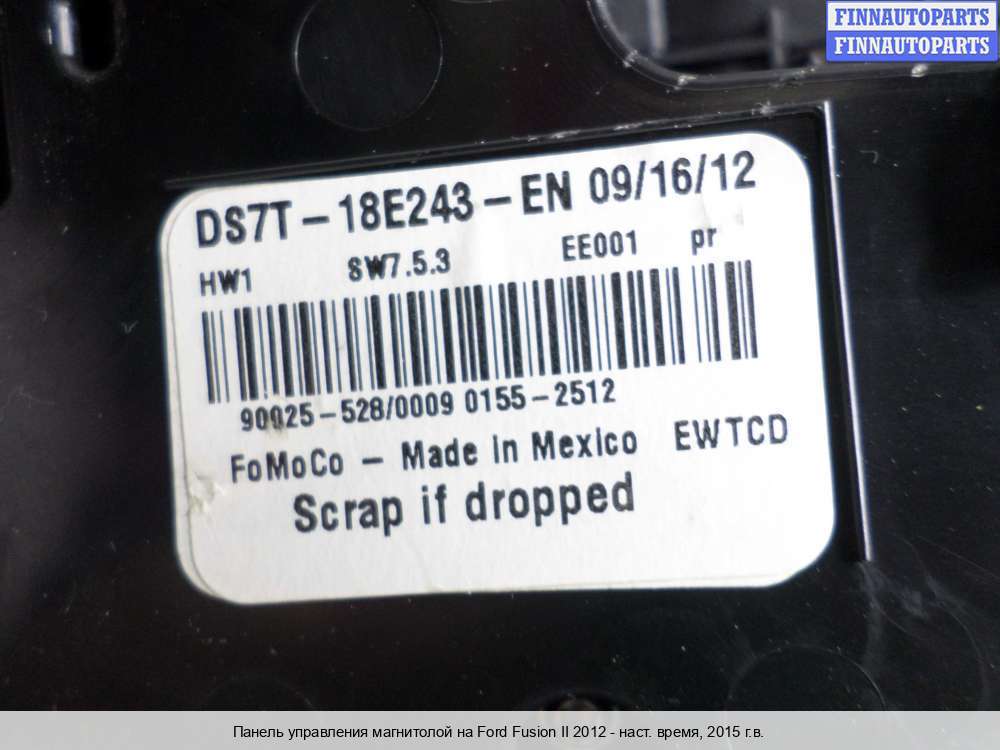 FINNAUTOPARTS
FINNAUTOPARTS
DS7T - 18E243 - EN 09/16/12
HW1 SW7.5.3 EE001 pr
90025-528/0009 0155-2512
FoMoCo - Made in Mexico EWTCD
Scrap if dropped
Панель управления магнитолой на Ford Fusion II 2012 - наст. время, 2015 г.в.